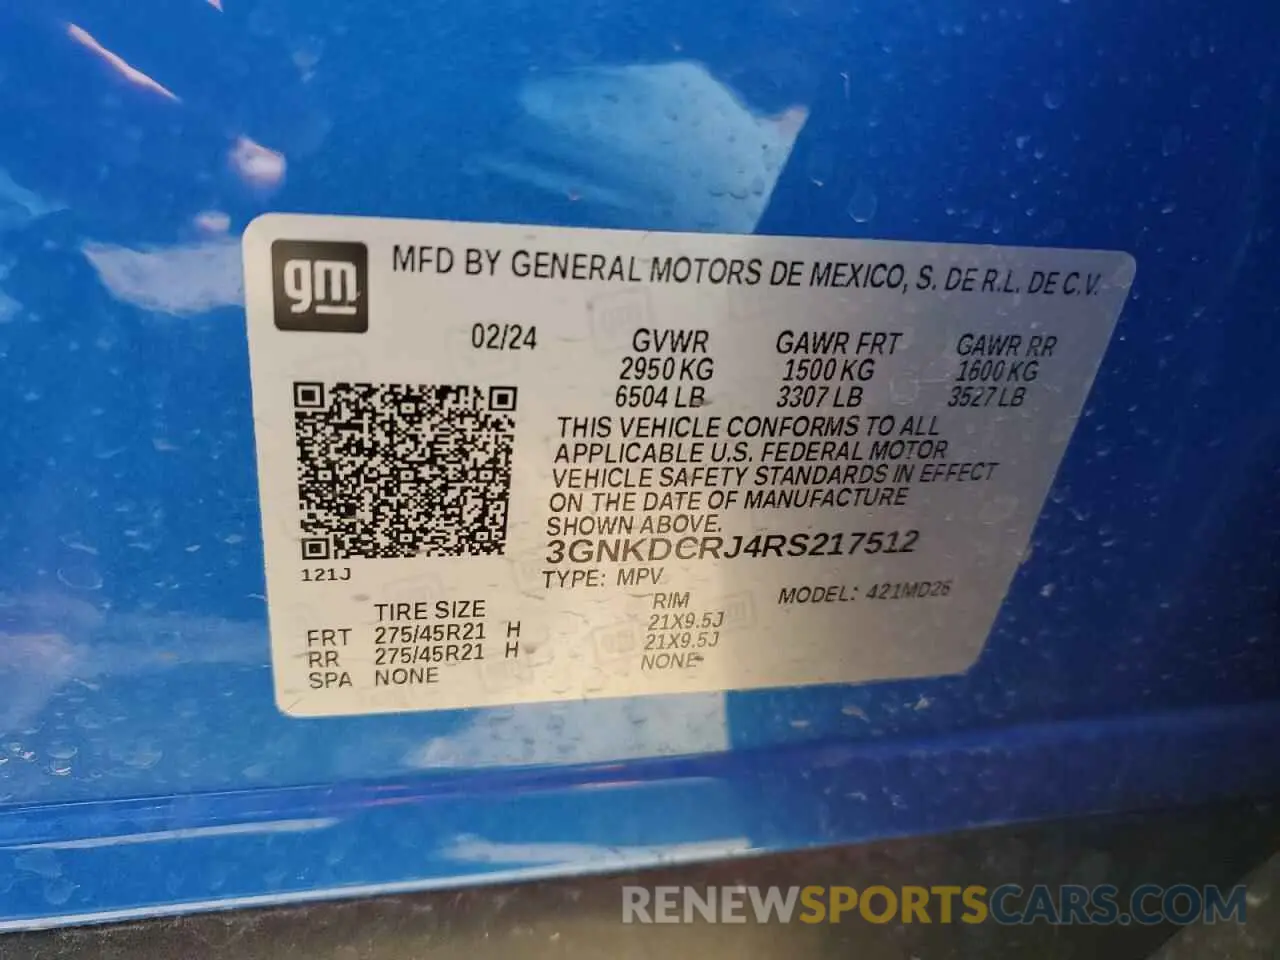 gm
MFD BY GENERAL MOTORS DE MEXICO, S. DE R.L. DE C.V.
02/24 GVWR GAWR FRT GAWR RR
2950 KG 1500 KG 1600 KG
6504 LB 3307 LB 3527 LB
THIS VEHICLE CONFORMS TO ALL
APPLICABLE U.S. FEDERAL MOTOR
VEHICLE SAFETY STANDARDS IN EFFECT
ON THE DATE OF MANUFACTURE
SHOWN ABOVE.
3GNKDCRJ4RS217512
121J TYPE: MPV MODEL: 421MD26
TIRE SIZE RIM
FRT 275/45R21 H 21X9.5J
RR 275/45R21 H 21X9.5J
SPA NONE NONE
RENEWSPORTSCARS.COM